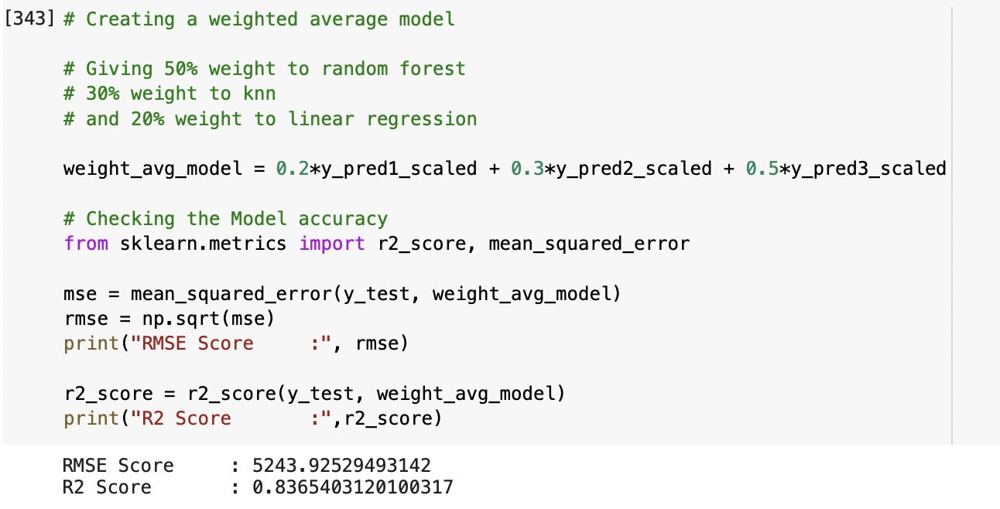 [343] # Creating a weighted average model
# Giving 50% weight to random forest
# 30% weight to knn
# and 20% weight to linear regression
weight_avg_model = 0.2*y_pred1_scaled + 0.3*y_pred2_scaled + 0.5*y_pred3_scaled
# Checking the Model accuracy
from sklearn.metrics import r2_score, mean_squared_error
mse = mean_squared_error(y_test, weight_avg_model)
rmse = np.sqrt(mse)
print("RMSE Score     :", rmse)
r2_score = r2_score(y_test, weight_avg_model)
print("R2 Score       :",r2_score)
RMSE Score     : 5243.92529493142
R2 Score       : 0.8365403120100317